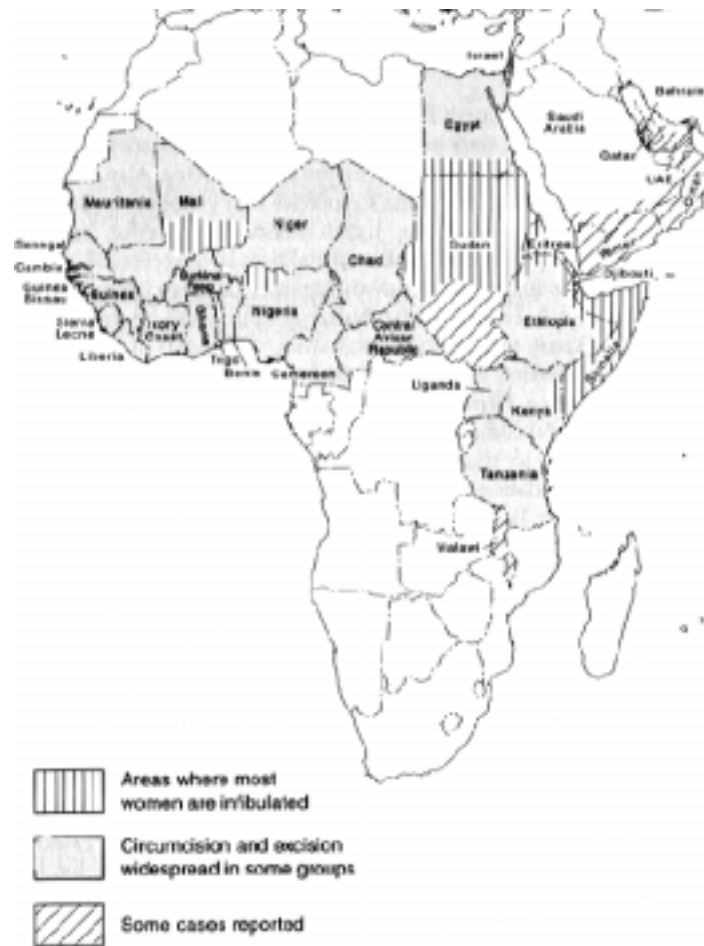 Israel
Bahrain
Egypt
Saudi
Arabia
Qatar
UAE
Oman
Mauritania
Mali
Niger
Chad
Sudan
Eritrea
Yemen
Djibouti
Senegal
Gambia
Guinea
Bissau
Guinea
Burkina
Faso
Nigeria
Ethiopia
Sierra
Leone
Ivory
Coast
Ghana
Central
African
Republic
Somalia
Liberia
Togo
Benin
Cameroon
Uganda
Kenya
Tanzania
Malawi
Areas where most
women are infibulated
Circumcision and excision
widespread in some groups
Some cases reported